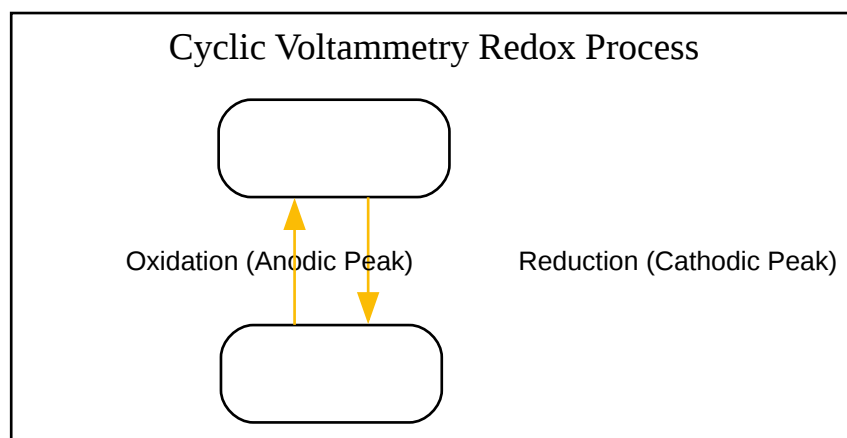 Cyclic Voltammetry Redox Process
Oxidation (Anodic Peak)
Reduction (Cathodic Peak)